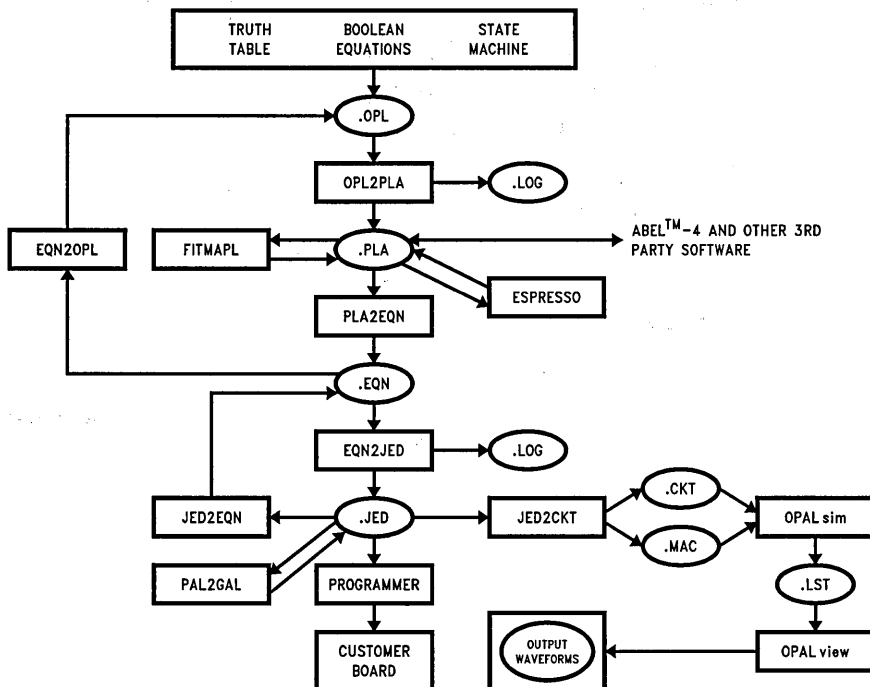 TRUTH TABLE
BOOLEAN EQUATIONS
STATE MACHINE
.OPL
OPL2PLA
.LOG
EQN2OPL
FITMAPL
.PLA
ABEL™-4 AND OTHER 3RD
PARTY SOFTWARE
ESPRESSO
PLA2EQN
.EQN
EQN2JED
.LOG
JED2EQN
.JED
JED2CKT
.CKT
.MAC
OPAL sim
PAL2GAL
PROGRAMMER
.LST
CUSTOMER
BOARD
OUTPUT
WAVEFORMS
OPAL view